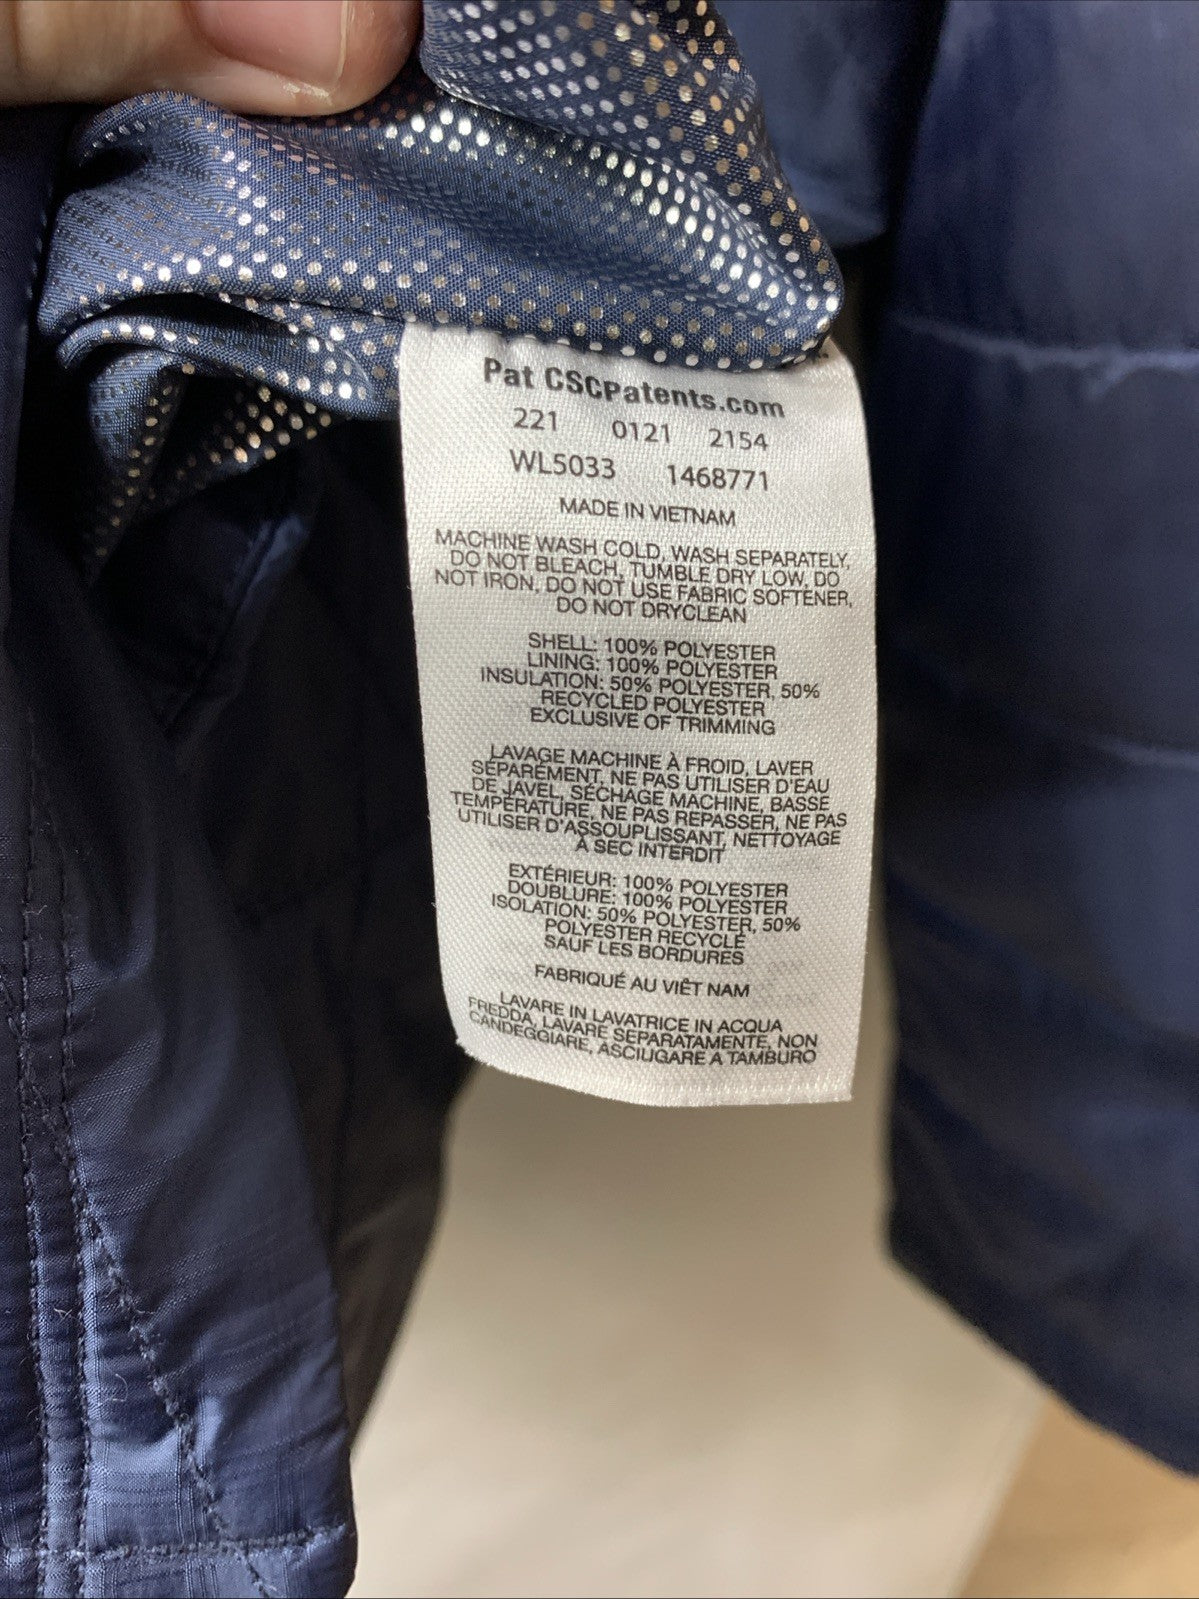 Pat CSCPatents.com
221 0121 2154
WL5033 1468771
MADE IN VIETNAM
MACHINE WASH COLD, WASH SEPARATELY,
DO NOT BLEACH, TUMBLE DRY LOW, DO
NOT IRON, DO NOT USE FABRIC SOFTENER,
DO NOT DRYCLEAN
SHELL: 100% POLYESTER
LINING: 100% POLYESTER
INSULATION: 50% POLYESTER, 50%
RECYCLED POLYESTER
EXCLUSIVE OF TRIMMING
LAVAGE MACHINE À FROID, LAVER
SÉPARÉMENT, NE PAS UTILISER D'EAU
DE JAVEL, SÉCHAGE MACHINE, BASSE
TEMPÉRATURE, NE PAS REPASSER, NE PAS
UTILISER D'ASSOUPLISSANT, NETTOYAGE
À SEC INTERDIT
EXTÉRIEUR: 100% POLYESTER
DOUBLURE: 100% POLYESTER
ISOLATION: 50% POLYESTER, 50%
POLYESTER RECYCLÉ
SAUF LES BORDURES
FABRIQUÉ AU VIÊT NAM
LAVARE IN LAVATRICE IN ACQUA
FREDDA, LAVARE SEPARATAMENTE, NON
CANDEGGIARE, ASCIUGARE A TAMBURO